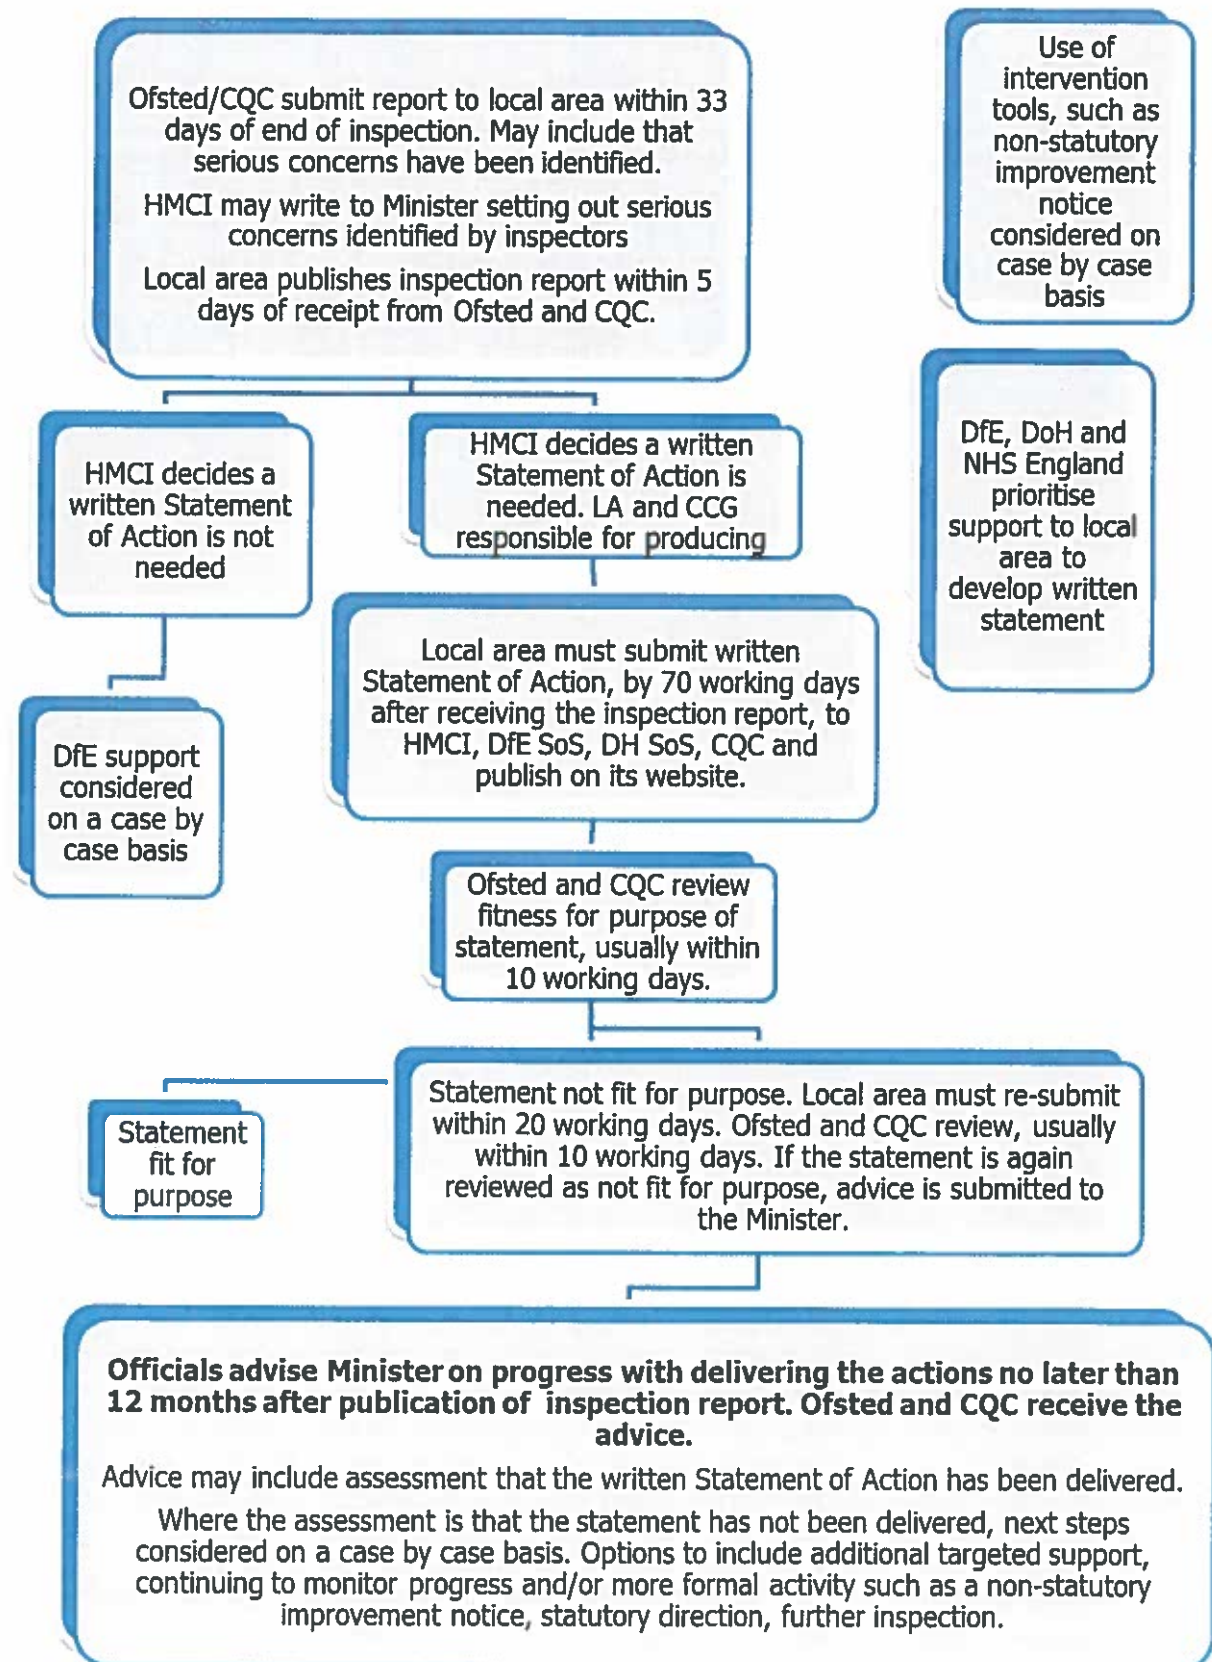 Ofsted/CQC submit report to local area within 33
days of end of inspection. May include that
serious concerns have been identified.
HMCI may write to Minister setting out serious
concerns identified by inspectors
Local area publishes inspection report within 5
days of receipt from Ofsted and CQC.
Use of
intervention
tools, such as
non-statutory
improvement
notice
considered on
case by case
basis
HMCI decides a
written Statement
of Action is not
needed
HMCI decides a written
Statement of Action is
needed. LA and CCG
responsible for producing
DfE, DoH and
NHS England
prioritise
support to local
area to
develop written
statement
DfE support
considered
on a case by
case basis
Local area must submit written
Statement of Action, by 70 working days
after receiving the inspection report, to
HMCI, DfE SoS, DH SoS, CQC and
publish on its website.
Ofsted and CQC review
fitness for purpose of
statement, usually within
10 working days.
Statement
fit for
purpose
Statement not fit for purpose. Local area must re-submit
within 20 working days. Ofsted and CQC review, usually
within 10 working days. If the statement is again
reviewed as not fit for purpose, advice is submitted to
the Minister.
Officials advise Minister on progress with delivering the actions no later than
12 months after publication of inspection report. Ofsted and CQC receive the
advice.
Advice may include assessment that the written Statement of Action has been delivered.
Where the assessment is that the statement has not been delivered, next steps
considered on a case by case basis. Options to include additional targeted support,
continuing to monitor progress and/or more formal activity such as a non-statutory
improvement notice, statutory direction, further inspection.